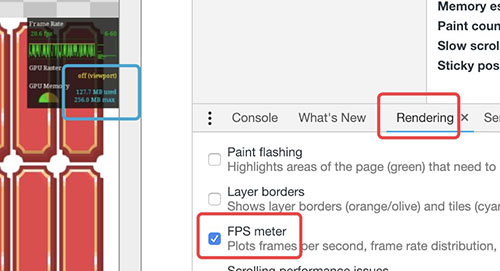 Frame Rate
20.6 fps 6-60
GPU Raster
off (viewport)
GPU Memory
127.7 MB used
256.0 MB max
Memory es
Paint coun
Slow scrol
Sticky pos
Console What's New Rendering × Se
Paint flashing
Highlights areas of the page (green) that need to
Layer borders
Shows layer borders (orange/olive) and tiles (cya
FPS meter
Plots frames per second, frame rate distribution,
Scrolling performance issues